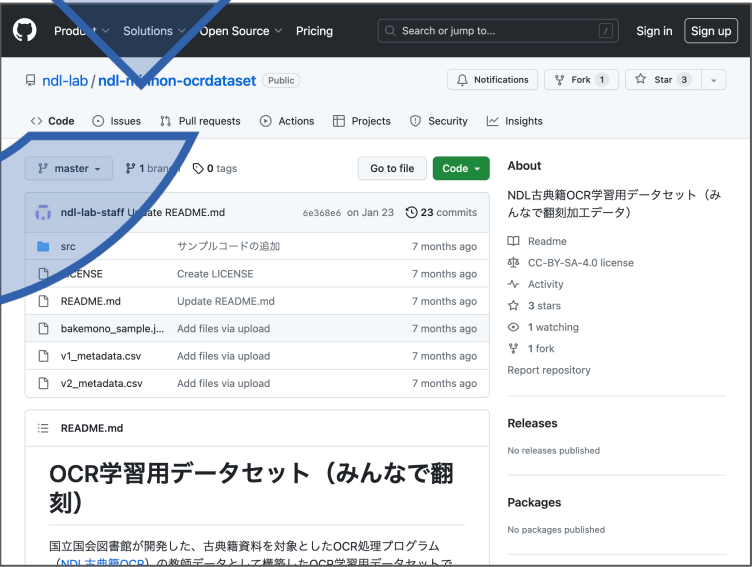 Product Solutions Open Source Pricing Search or jump to... / Sign in Sign up
ndl-lab / ndl-minhon-ocrdataset Public Notifications Fork 1 Star 3
Code Issues Pull requests Actions Projects Security Insights
master 1 branch 0 tags Go to file Code
ndl-lab-staff Update README.md 6e368e6 on Jan 23 23 commits
src サンプルコードの追加 7 months ago
LICENSE Create LICENSE 7 months ago
README.md Update README.md 7 months ago
bakemono_sample.j... Add files via upload 7 months ago
v1_metadata.csv Add files via upload 7 months ago
v2_metadata.csv Add files via upload 7 months ago
README.md
OCR学習用データセット（みんなで翻
刻）
国立国会図書館が開発した、古典籍資料を対象としたOCR処理プログラム
（NDL古典籍OCR）の教師データとして構築したOCR学習用データセットで
About
NDL古典籍OCR学習用データセット（み
んなで翻刻加工データ）
Readme
CC-BY-SA-4.0 license
Activity
3 stars
1 watching
1 fork
Report repository
Releases
No releases published
Packages
No packages published